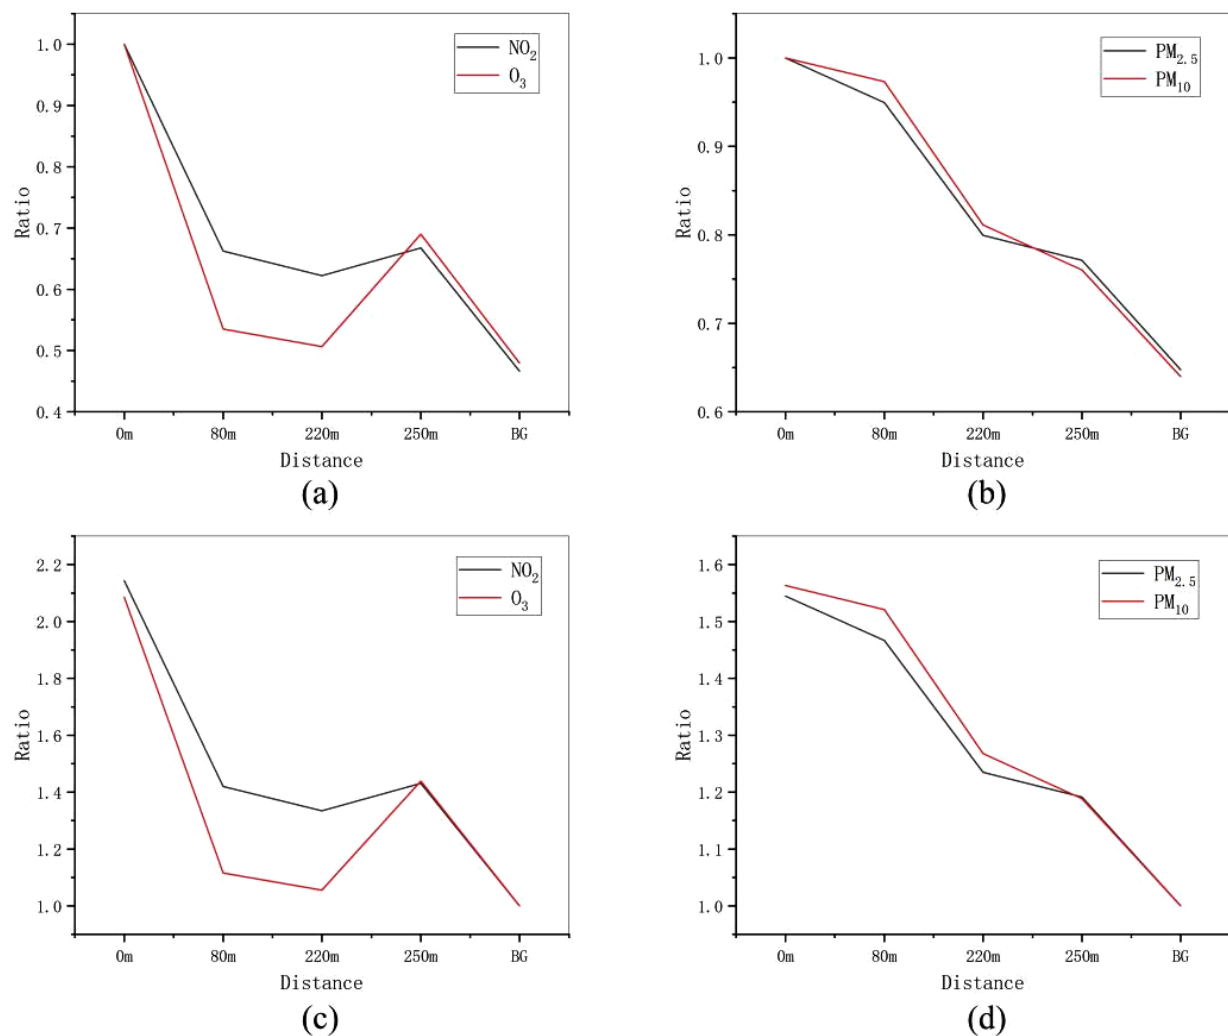 1.0
0.9
0.8
0.7
0.6
0.5
0.4
Ratio
NO₂
O₃
0m 80m 220m 250m BG
Distance
(a)
1.0
0.9
0.8
0.7
0.6
Ratio
PM₂.₅
PM₁₀
0m 80m 220m 250m BG
Distance
(b)
2.2
2.0
1.8
1.6
1.4
1.2
1.0
Ratio
NO₂
O₃
0m 80m 220m 250m BG
Distance
(c)
1.6
1.5
1.4
1.3
1.2
1.1
1.0
Ratio
PM₂.₅
PM₁₀
0m 80m 220m 250m BG
Distance
(d)